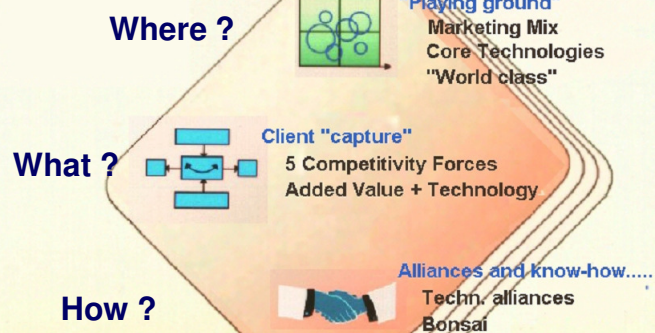 Playing ground
Where ?
Marketing Mix
Core Technologies
"World class"
Client "capture"
What ?
5 Competitivity Forces
Added Value + Technology
Alliances and know-how.....
Techn. alliances
How ?
Bonsai